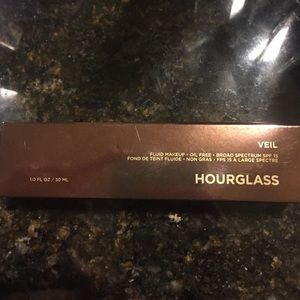 VEIL
FLUID MAKEUP • OIL FREE • BROAD SPECTRUM SPF 15
FOND DE TEINT FLUIDE • NON GRAS • FPS 15 A LARGE SPECTRE
1.0 FL OZ / 30 ML
HOURGLASS